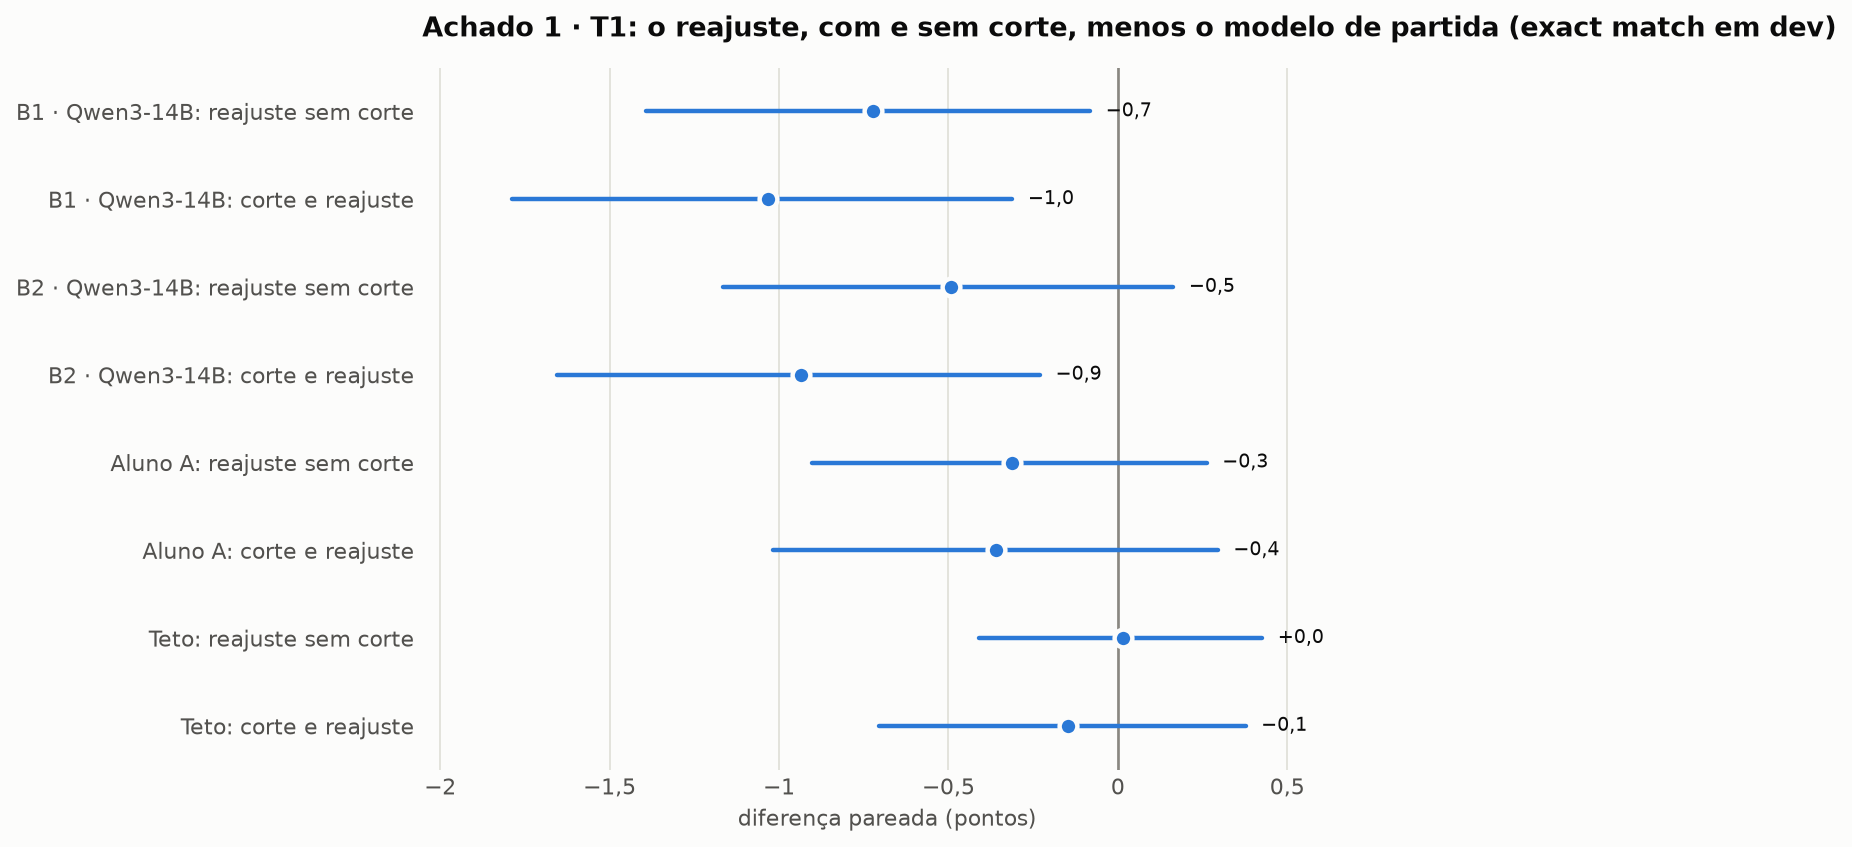 Achado 1 · T1: o reajuste, com e sem corte, menos o modelo de partida (exact match em dev)
B1 · Qwen3-14B: reajuste sem corte −0,7
B1 · Qwen3-14B: corte e reajuste −1,0
B2 · Qwen3-14B: reajuste sem corte −0,5
B2 · Qwen3-14B: corte e reajuste −0,9
Aluno A: reajuste sem corte −0,3
Aluno A: corte e reajuste −0,4
Teto: reajuste sem corte +0,0
Teto: corte e reajuste −0,1
−2 −1,5 −1 −0,5 0 0,5
diferença pareada (pontos)